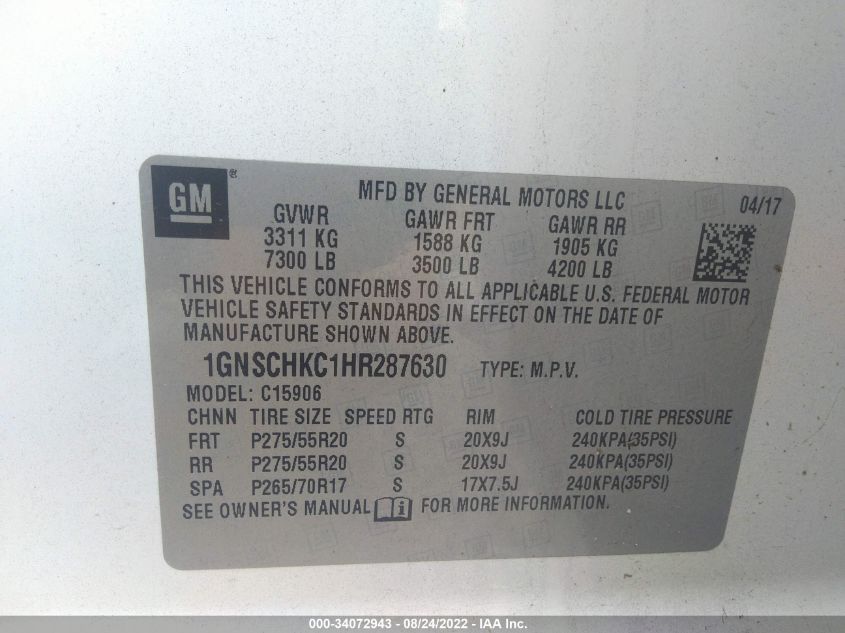 GM®
MFD BY GENERAL MOTORS LLC
04/17
GVWR GAWR FRT GAWR RR
3311 KG 1588 KG 1905 KG
7300 LB 3500 LB 4200 LB
THIS VEHICLE CONFORMS TO ALL APPLICABLE U.S. FEDERAL MOTOR
VEHICLE SAFETY STANDARDS IN EFFECT ON THE DATE OF
MANUFACTURE SHOWN ABOVE.
1GNSCHKC1HR287630 TYPE: M.P.V.
MODEL: C15906
CHNN TIRE SIZE SPEED RTG RIM COLD TIRE PRESSURE
FRT P275/55R20 S 20X9J 240KPA(35PSI)
RR P275/55R20 S 20X9J 240KPA(35PSI)
SPA P265/70R17 S 17X7.5J 240KPA(35PSI)
SEE OWNER'S MANUAL i FOR MORE INFORMATION.
000-34072943 - 08/24/2022 - IAA Inc.